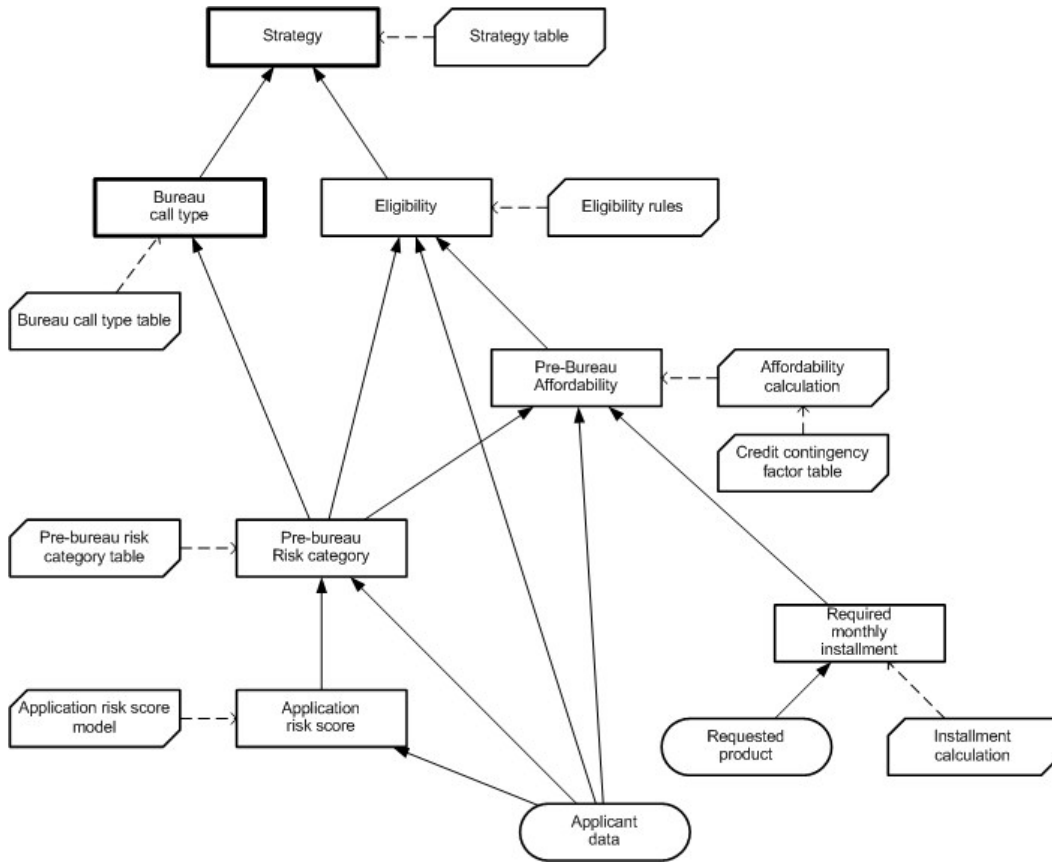 Strategy
Strategy table
Bureau
call type
Eligibility
Eligibility rules
Bureau call type table
Pre-Bureau
Affordability
Affordability
calculation
Credit contingency
factor table
Pre-bureau risk
category table
Pre-bureau
Risk category
Required
monthly
installment
Application risk score
model
Application
risk score
Requested
product
Installment
calculation
Applicant
data